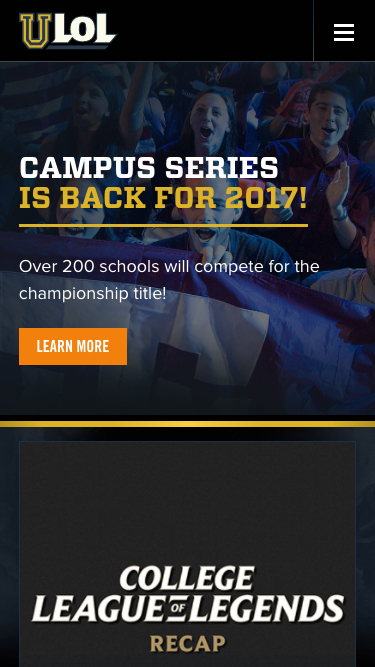 ULOL
CAMPUS SERIES
IS BACK FOR 2017!
Over 200 schools will compete for the
championship title!
LEARN MORE
COLLEGE
LEAGUE OF LEGENDS
RECAP